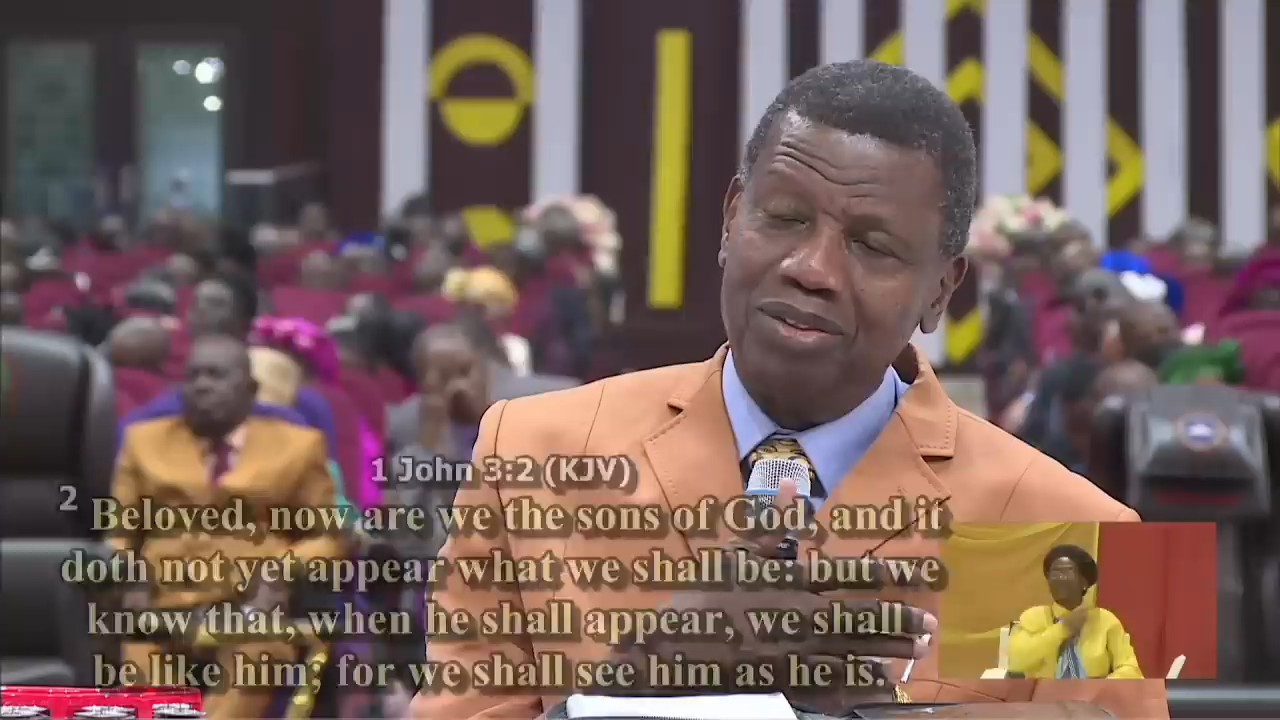 1 John 3:2 (KJV)
2 Beloved, now are we the sons of God, and it
doth not yet appear what we shall be: but we
know that, when he shall appear, we shall
be like him; for we shall see him as he is.